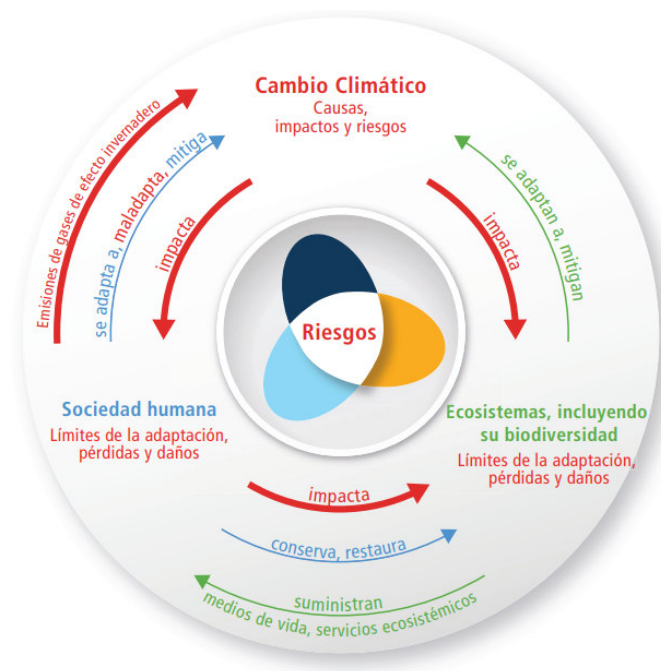 Cambio Climático
Causas,
impactos y riesgos
Emisiones de gases de efecto invernadero
se adapta a, maladapta, mitiga
impacta
impacta
se adaptan a, mitigan
Riesgos
Sociedad humana
Límites de la adaptación,
pérdidas y daños
Ecosistemas, incluyendo
su biodiversidad
Límites de la adaptación,
pérdidas y daños
impacta
conserva, restaura
suministran
medios de vida, servicios ecosistémicos